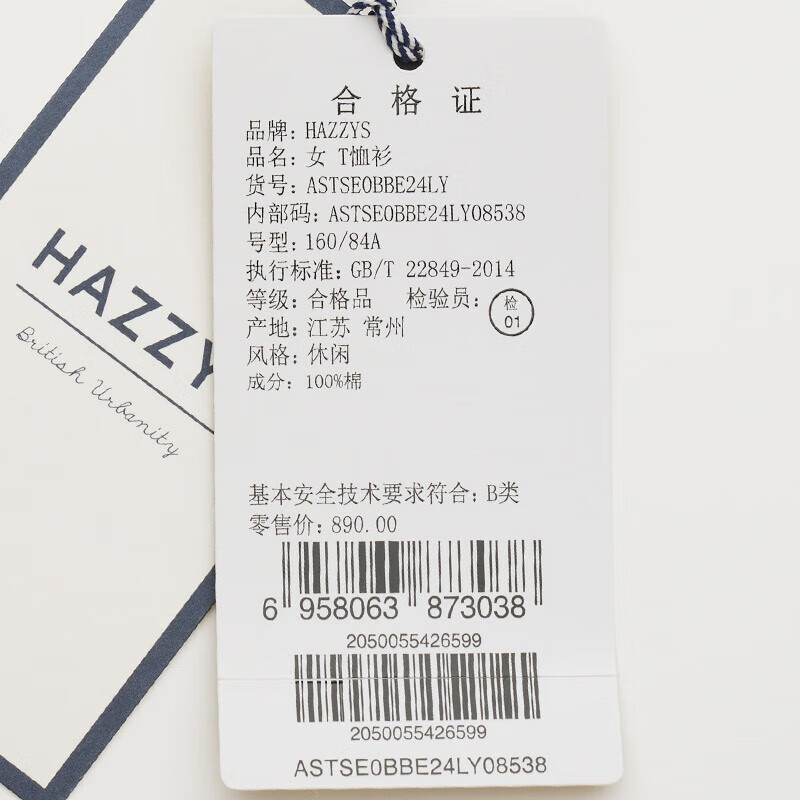 合格证
品牌: HAZZYS
品名: 女 T恤衫
货号: ASTSE0BBE24LY
内部码: ASTSE0BBE24LY08538
号型: 160/84A
执行标准: GB/T 22849-2014
等级: 合格品 检验员: 检 01
产地: 江苏 常州
风格: 休闲
成分: 100%棉
基本安全技术要求符合: B类
零售价: 890.00
6 958063 873038
2050055426599
2050055426599
ASTSE0BBE24LY08538
HAZZY
British Urbanity